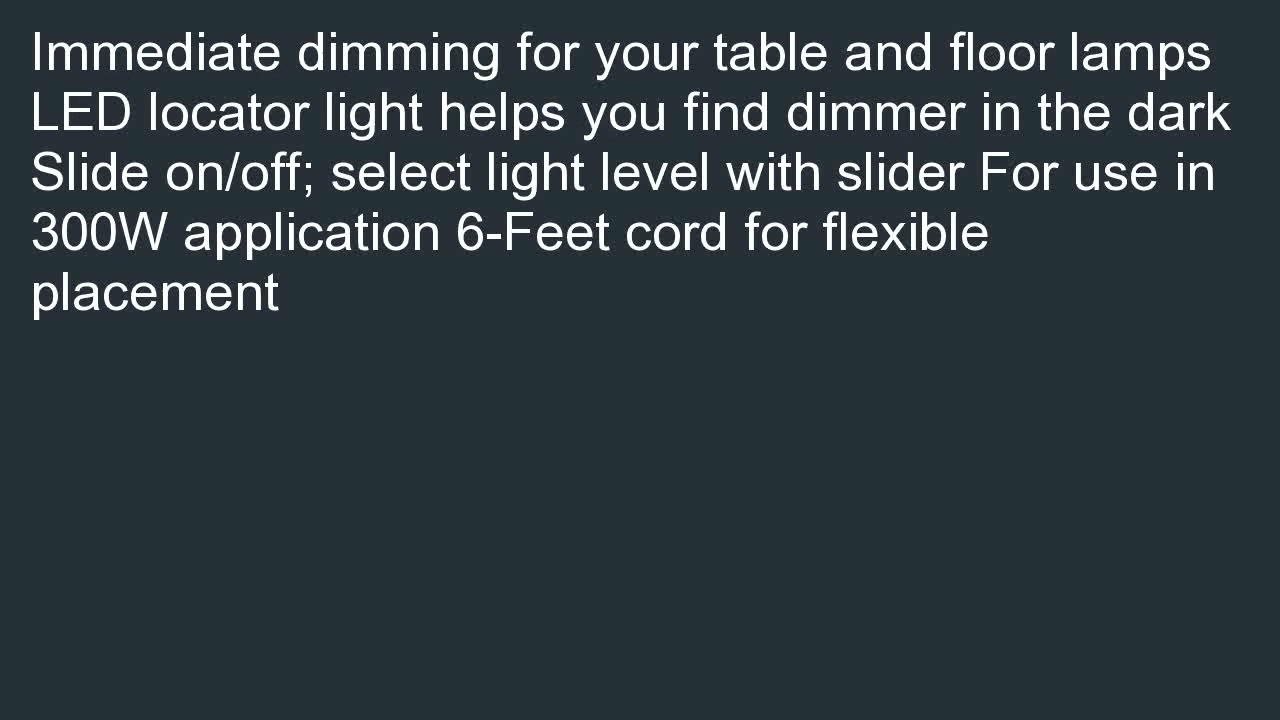 Immediate dimming for your table and floor lamps
LED locator light helps you find dimmer in the dark
Slide on/off; select light level with slider For use in
300W application 6-Feet cord for flexible
placement